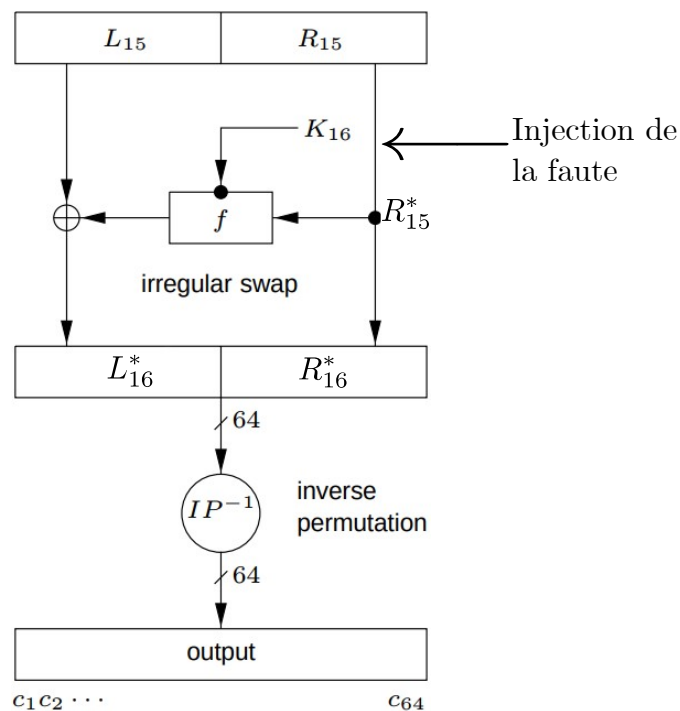 L₁₅ R₁₅
K₁₆
Injection de
la faute
f
R*₁₅
irregular swap
L*₁₆ R*₁₆
64
IP⁻¹
inverse
permutation
64
output
c₁c₂ ··· c₆₄